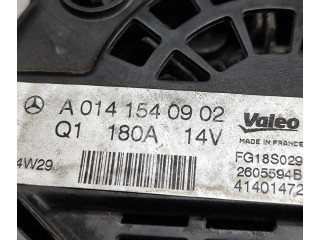 A 014 154 09 02 Valeo
Q1 180A 14V MADE IN FRANCE
FG18S029
4W29 2605594B
41401472